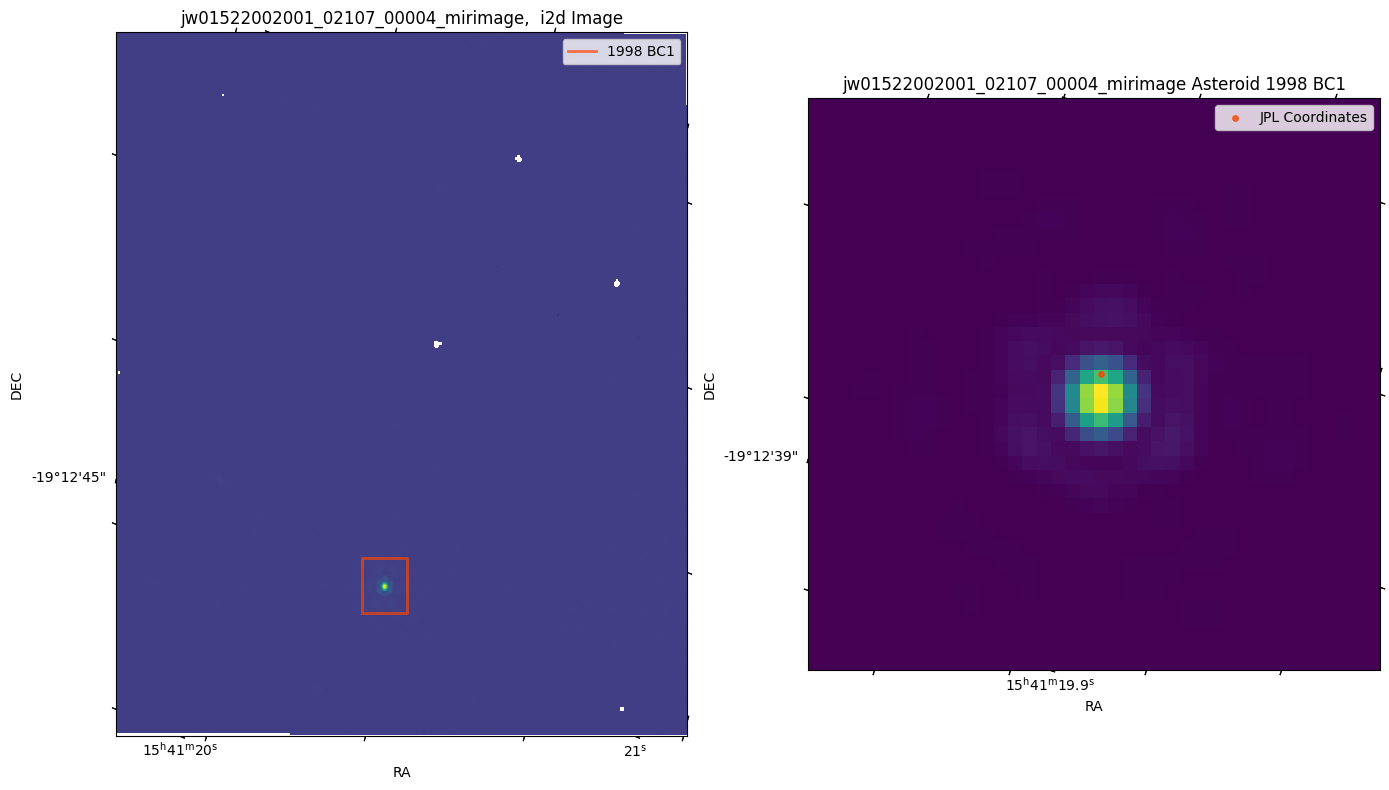 jw01522002001_02107_00004_mirimage,  i2d Image
1998 BC1
DEC
-19°12'45"
15ʰ41ᵐ20ˢ
21ˢ
RA
jw01522002001_02107_00004_mirimage Asteroid 1998 BC1
JPL Coordinates
DEC
-19°12'39"
15ʰ41ᵐ19.9ˢ
RA